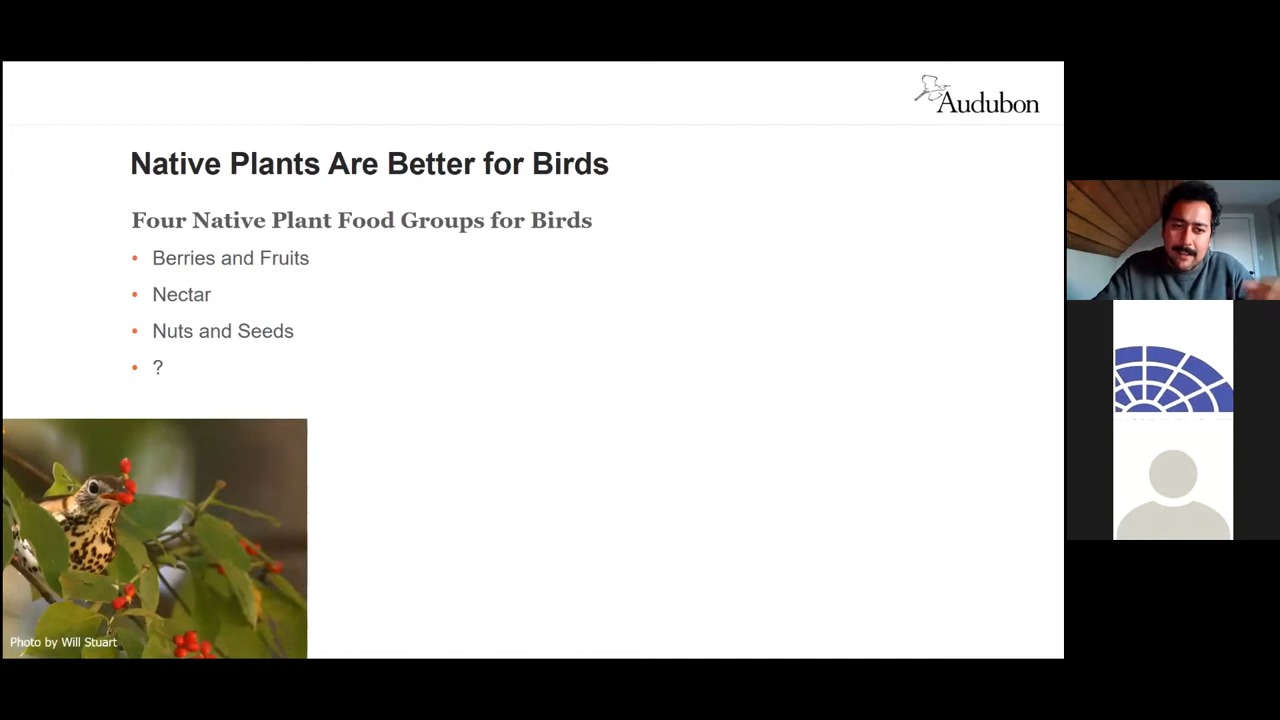 Audubon
Native Plants Are Better for Birds
Four Native Plant Food Groups for Birds
• Berries and Fruits
• Nectar
• Nuts and Seeds
• ?
Photo by Will Stuart